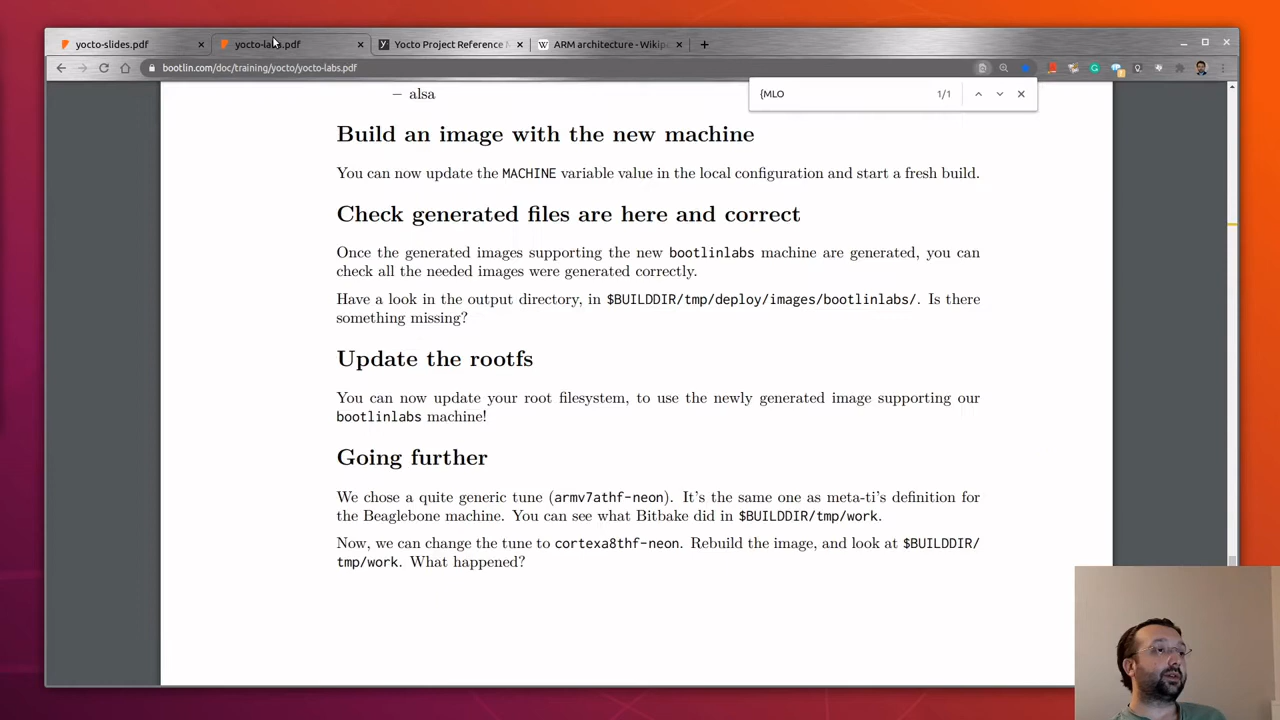 yocto-slides.pdf
yocto-labs.pdf
Yocto Project Reference
ARM architecture - Wikip
bootlin.com/doc/training/yocto/yocto-labs.pdf
{MLO
1/1
– alsa
Build an image with the new machine
You can now update the MACHINE variable value in the local configuration and start a fresh build.
Check generated files are here and correct
Once the generated images supporting the new bootlinlabs machine are generated, you can
check all the needed images were generated correctly.
Have a look in the output directory, in $BUILDDIR/tmp/deploy/images/bootlinlabs/. Is there
something missing?
Update the rootfs
You can now update your root filesystem, to use the newly generated image supporting our
bootlinlabs machine!
Going further
We chose a quite generic tune (armv7athf-neon). It's the same one as meta-ti's definition for
the Beaglebone machine. You can see what Bitbake did in $BUILDDIR/tmp/work.
Now, we can change the tune to cortexa8thf-neon. Rebuild the image, and look at $BUILDDIR/
tmp/work. What happened?